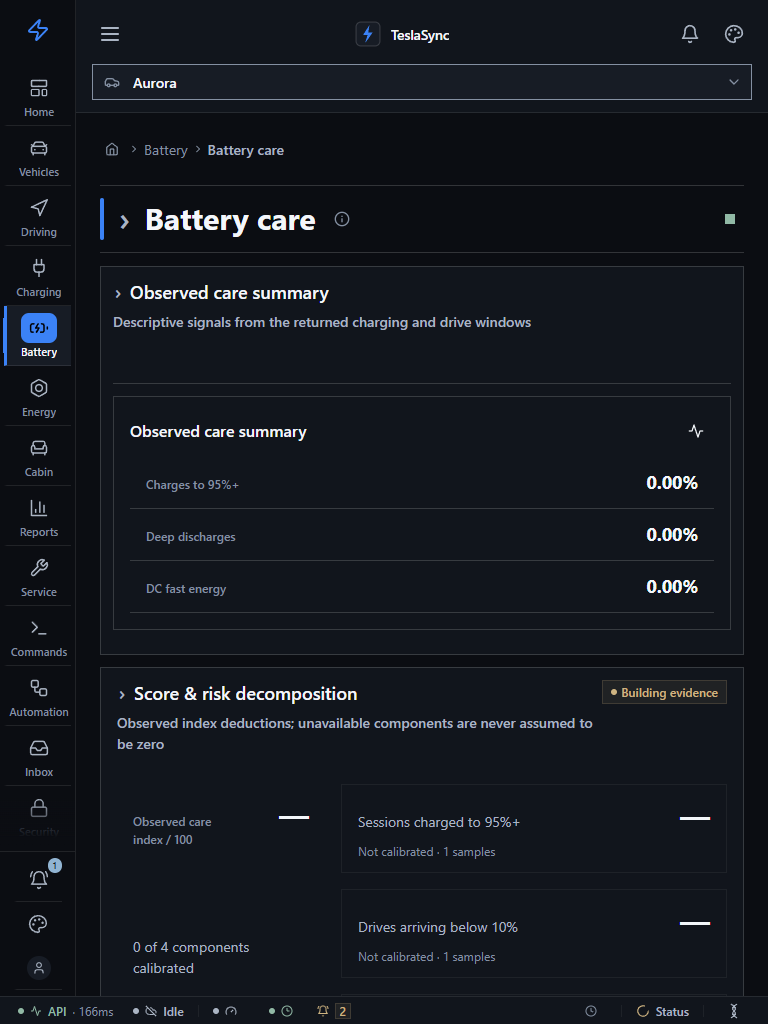 TeslaSync
Aurora
Home
Vehicles
Driving
Charging
Battery
Energy
Cabin
Reports
Service
Commands
Automation
Inbox
Security
1
Battery
Battery care
Battery care
Observed care summary
Descriptive signals from the returned charging and drive windows
Observed care summary
Charges to 95%+ 0.00%
Deep discharges 0.00%
DC fast energy 0.00%
Score & risk decomposition
Building evidence
Observed index deductions; unavailable components are never assumed to
be zero
Observed care
index / 100
—
0 of 4 components
calibrated
Sessions charged to 95%+ —
Not calibrated · 1 samples
Drives arriving below 10% —
Not calibrated · 1 samples
API · 166ms Idle 2 Status